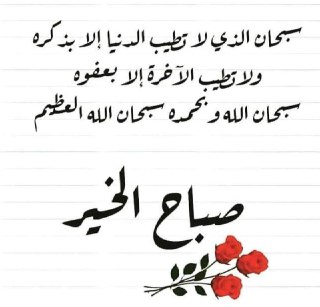 سبحان الذي لا تطيب الدنيا إلا بذكره
ولا تطيب الآخرة إلا بعفوه
سبحان الله وبحمده سبحان الله العظيم
صباح الخير